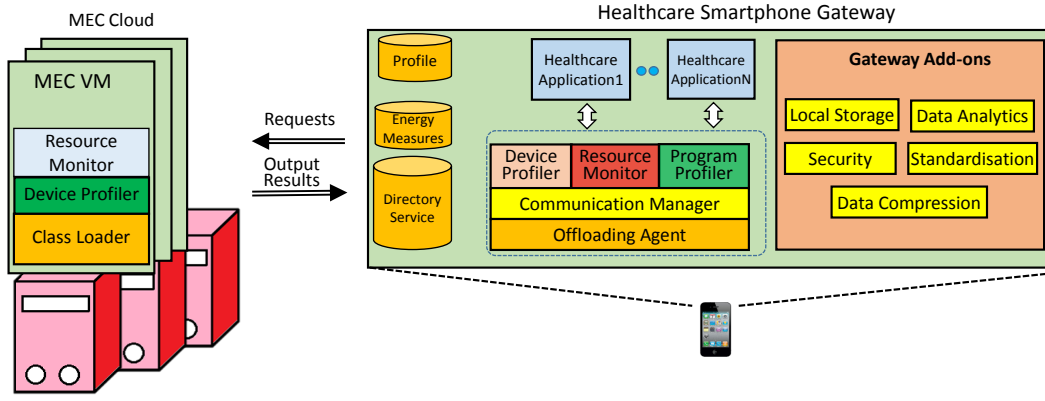 MEC Cloud
MEC VM
Resource
Monitor
Device Profiler
Class Loader
Requests
Output
Results
Healthcare Smartphone Gateway
Profile
Energy
Measures
Directory
Service
Healthcare
Application1
Healthcare
ApplicationN
Device
Profiler
Resource
Monitor
Program
Profiler
Communication Manager
Offloading Agent
Gateway Add-ons
Local Storage
Data Analytics
Security
Standardisation
Data Compression